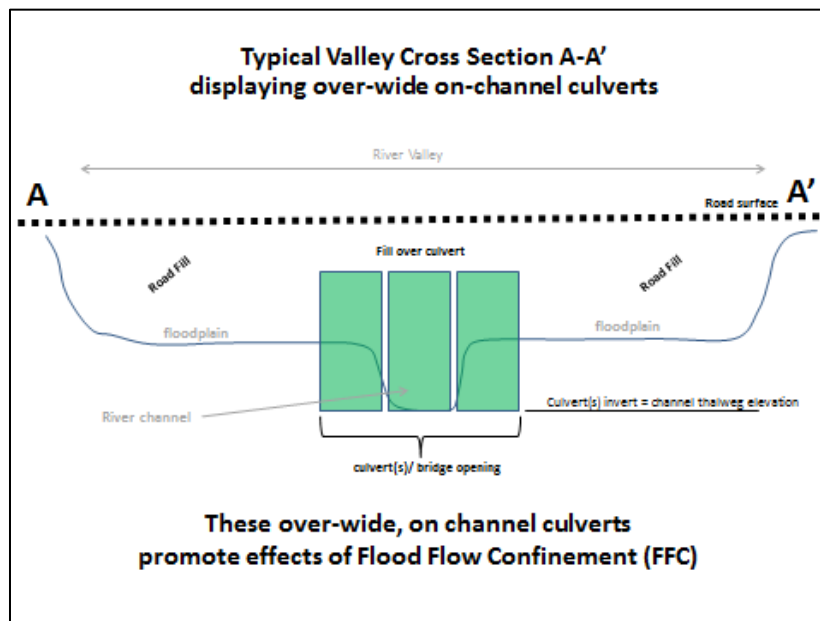 Typical Valley Cross Section A-A’
displaying over-wide on-channel culverts
River Valley
A
A’
Road surface
Fill over culvert
Road Fill
Road Fill
floodplain
floodplain
River channel
Culvert(s) invert = channel thalweg elevation
culvert(s)/ bridge opening
These over-wide, on channel culverts
promote effects of Flood Flow Confinement (FFC)